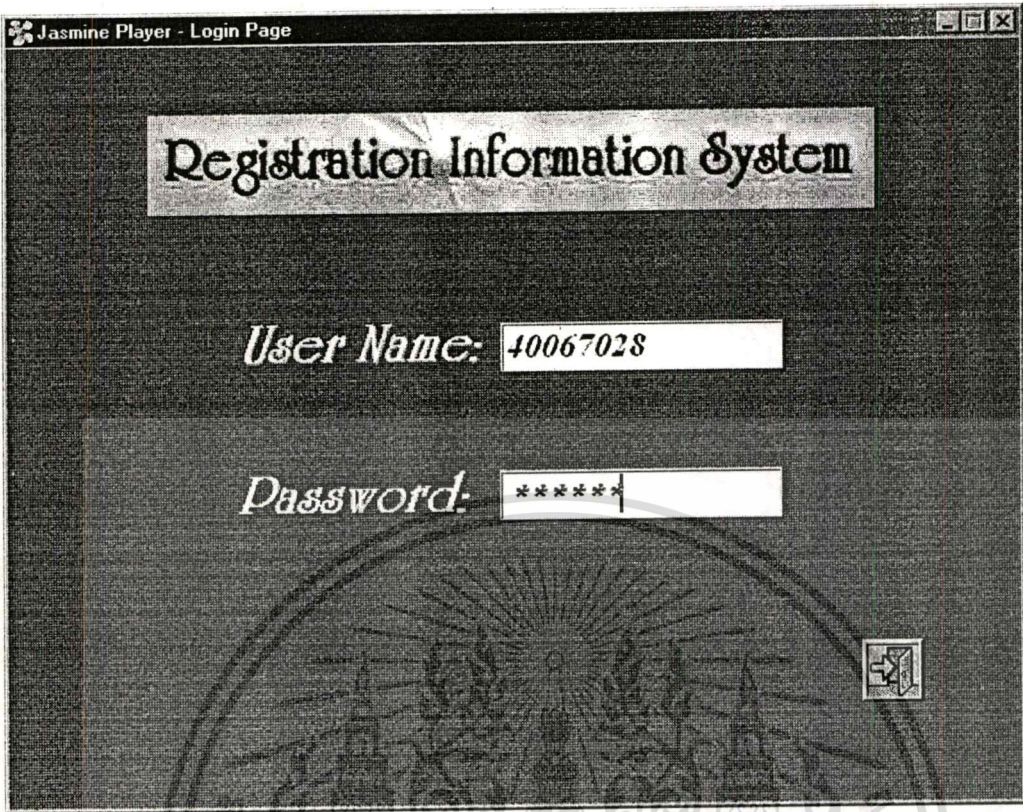 Jasmine Player - Login Page
Registration Information System
User Name: 40067028
Password: ******